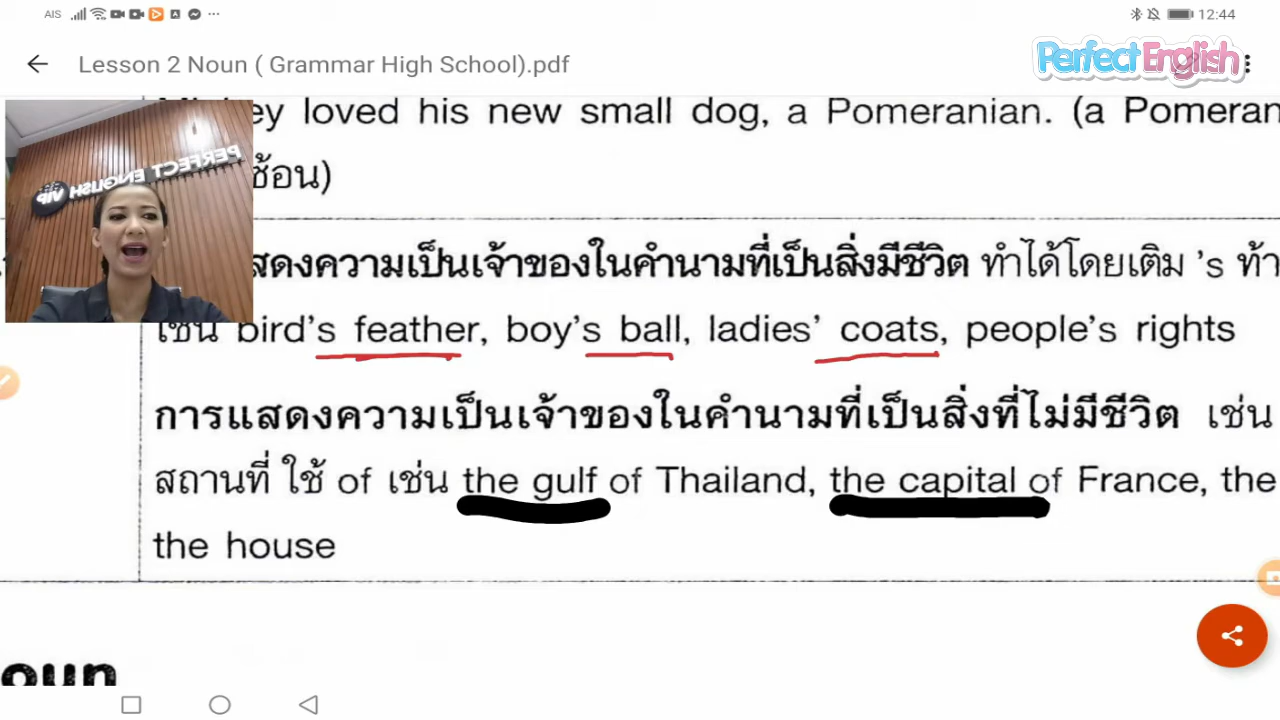 AIS 12:44
Lesson 2 Noun ( Grammar High School).pdf
Perfect English
loved his new small dog, a Pomeranian. (a Pomeran
ซ้อน)
PERFECT ENGLISH VIP
สดงความเป็นเจ้าของในคำนามที่เป็นสิ่งมีชีวิต ทำได้โดยเติม 's ท้า
เช่น bird's feather, boy's ball, ladies' coats, people's rights
การแสดงความเป็นเจ้าของในคำนามที่เป็นสิ่งที่ไม่มีชีวิต เช่น
สถานที่ ใช้ of เช่น the gulf of Thailand, the capital of France, the
the house
oun